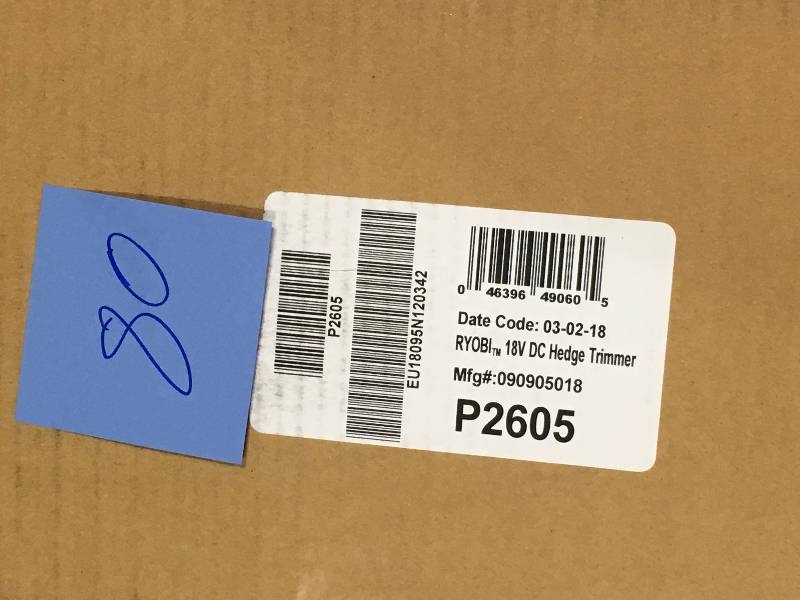 80
P2605
EU18095N120342
0 46396 49060 5
Date Code: 03-02-18
RYOBI™ 18V DC Hedge Trimmer
Mfg#:090905018
P2605